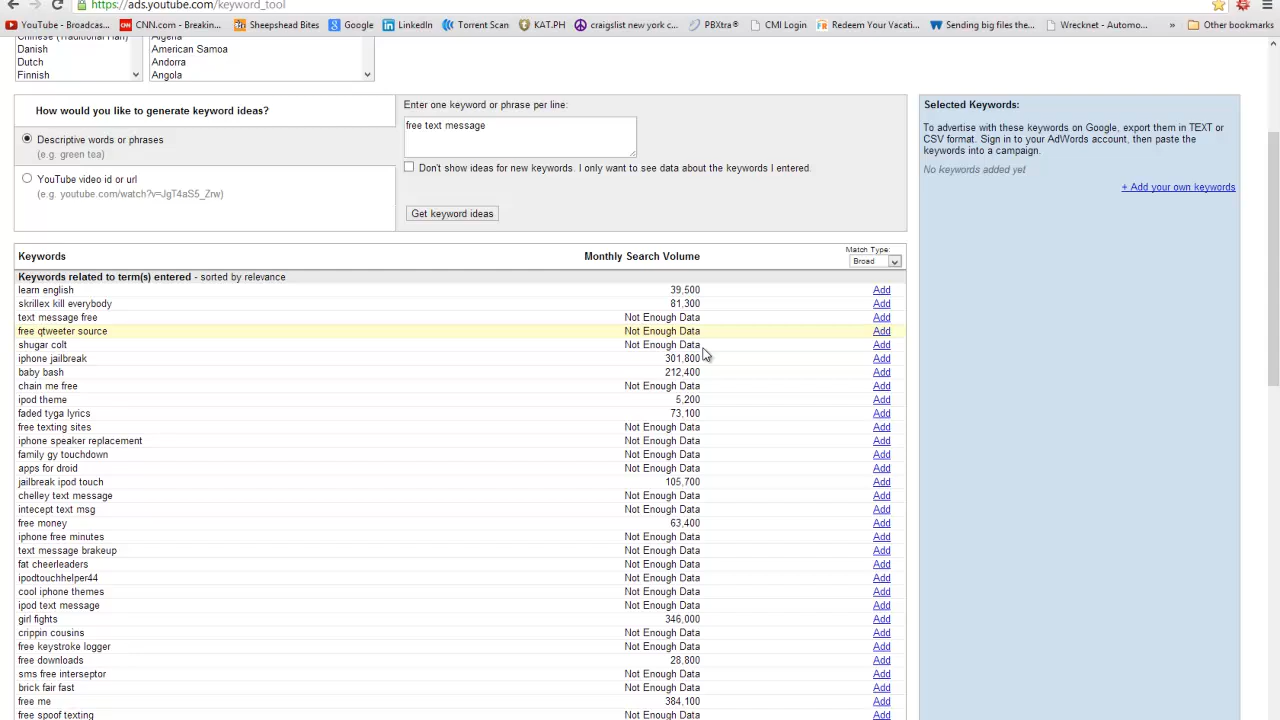 https://ads.youtube.com/keyword_tool
YouTube - Broadcas... CNN.com - Breakin... Sheepshead Bites Google LinkedIn Torrent Scan KAT.PH craigslist new york c... PBXtra® CMI Login Redeem Your Vacati... Sending big files the... Wrecknet - Automo... » Other bookmarks
Chinese (Traditional Han) Algeria
Danish American Samoa
Dutch Andorra
Finnish Angola
How would you like to generate keyword ideas?
Descriptive words or phrases
(e.g. green tea)
YouTube video id or url
(e.g. youtube.com/watch?v=JgT4aS5_Zrw)
Enter one keyword or phrase per line:
free text message
Don't show ideas for new keywords. I only want to see data about the keywords I entered.
Get keyword ideas
Selected Keywords:
To advertise with these keywords on Google, export them in TEXT or
CSV format. Sign in to your AdWords account, then paste the
keywords into a campaign.
No keywords added yet
+ Add your own keywords
Keywords Monthly Search Volume Match Type:
Broad
Keywords related to term(s) entered - sorted by relevance
learn english 39,500 Add
skrillex kill everybody 81,300 Add
text message free Not Enough Data Add
free qtweeter source Not Enough Data Add
shugar colt Not Enough Data Add
iphone jailbreak 301,800 Add
baby bash 212,400 Add
chain me free Not Enough Data Add
ipod theme 5,200 Add
faded tyga lyrics 73,100 Add
free texting sites Not Enough Data Add
iphone speaker replacement Not Enough Data Add
family gy touchdown Not Enough Data Add
apps for droid Not Enough Data Add
jailbreak ipod touch 105,700 Add
chelley text message Not Enough Data Add
intecept text msg Not Enough Data Add
free money 63,400 Add
iphone free minutes Not Enough Data Add
text message brakeup Not Enough Data Add
fat cheerleaders Not Enough Data Add
ipodtouchhelper44 Not Enough Data Add
cool iphone themes Not Enough Data Add
ipod text message Not Enough Data Add
girl fights 346,000 Add
crippin cousins Not Enough Data Add
free keystroke logger Not Enough Data Add
free downloads 28,800 Add
sms free interseptor Not Enough Data Add
brick fair fast Not Enough Data Add
free me 384,100 Add
free spoof texting Not Enough Data Add